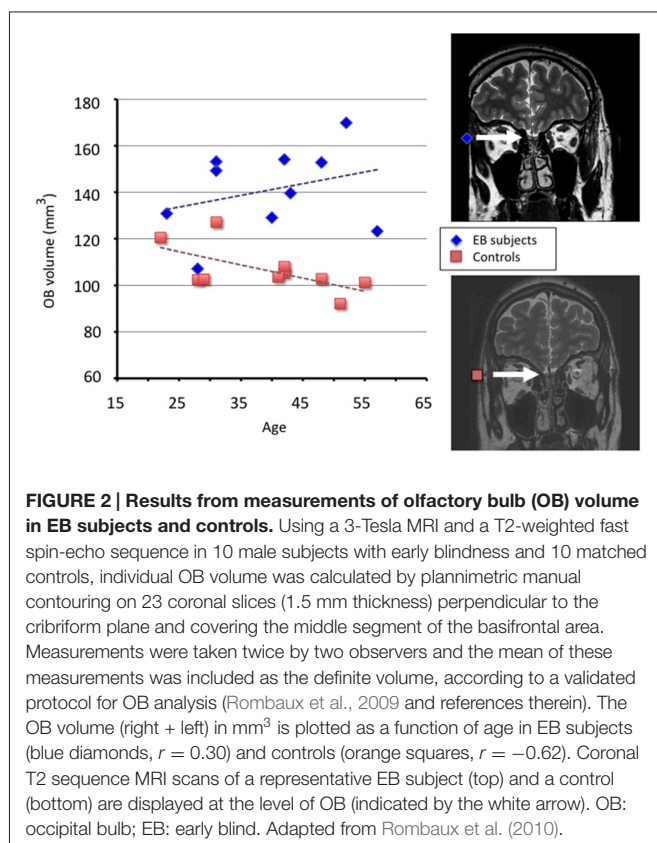 180
160
140
120
100
80
60
OB volume (mm³)
15 25 35 45 55 65
Age
EB subjects
Controls
FIGURE 2 | Results from measurements of olfactory bulb (OB) volume
in EB subjects and controls. Using a 3-Tesla MRI and a T2-weighted fast
spin-echo sequence in 10 male subjects with early blindness and 10 matched
controls, individual OB volume was calculated by plannimetric manual
contouring on 23 coronal slices (1.5 mm thickness) perpendicular to the
cribriform plane and covering the middle segment of the basifrontal area.
Measurements were taken twice by two observers and the mean of these
measurements was included as the definite volume, according to a validated
protocol for OB analysis (Rombaux et al., 2009 and references therein). The
OB volume (right + left) in mm³ is plotted as a function of age in EB subjects
(blue diamonds, r = 0.30) and controls (orange squares, r = −0.62). Coronal
T2 sequence MRI scans of a representative EB subject (top) and a control
(bottom) are displayed at the level of OB (indicated by the white arrow). OB:
occipital bulb; EB: early blind. Adapted from Rombaux et al. (2010).